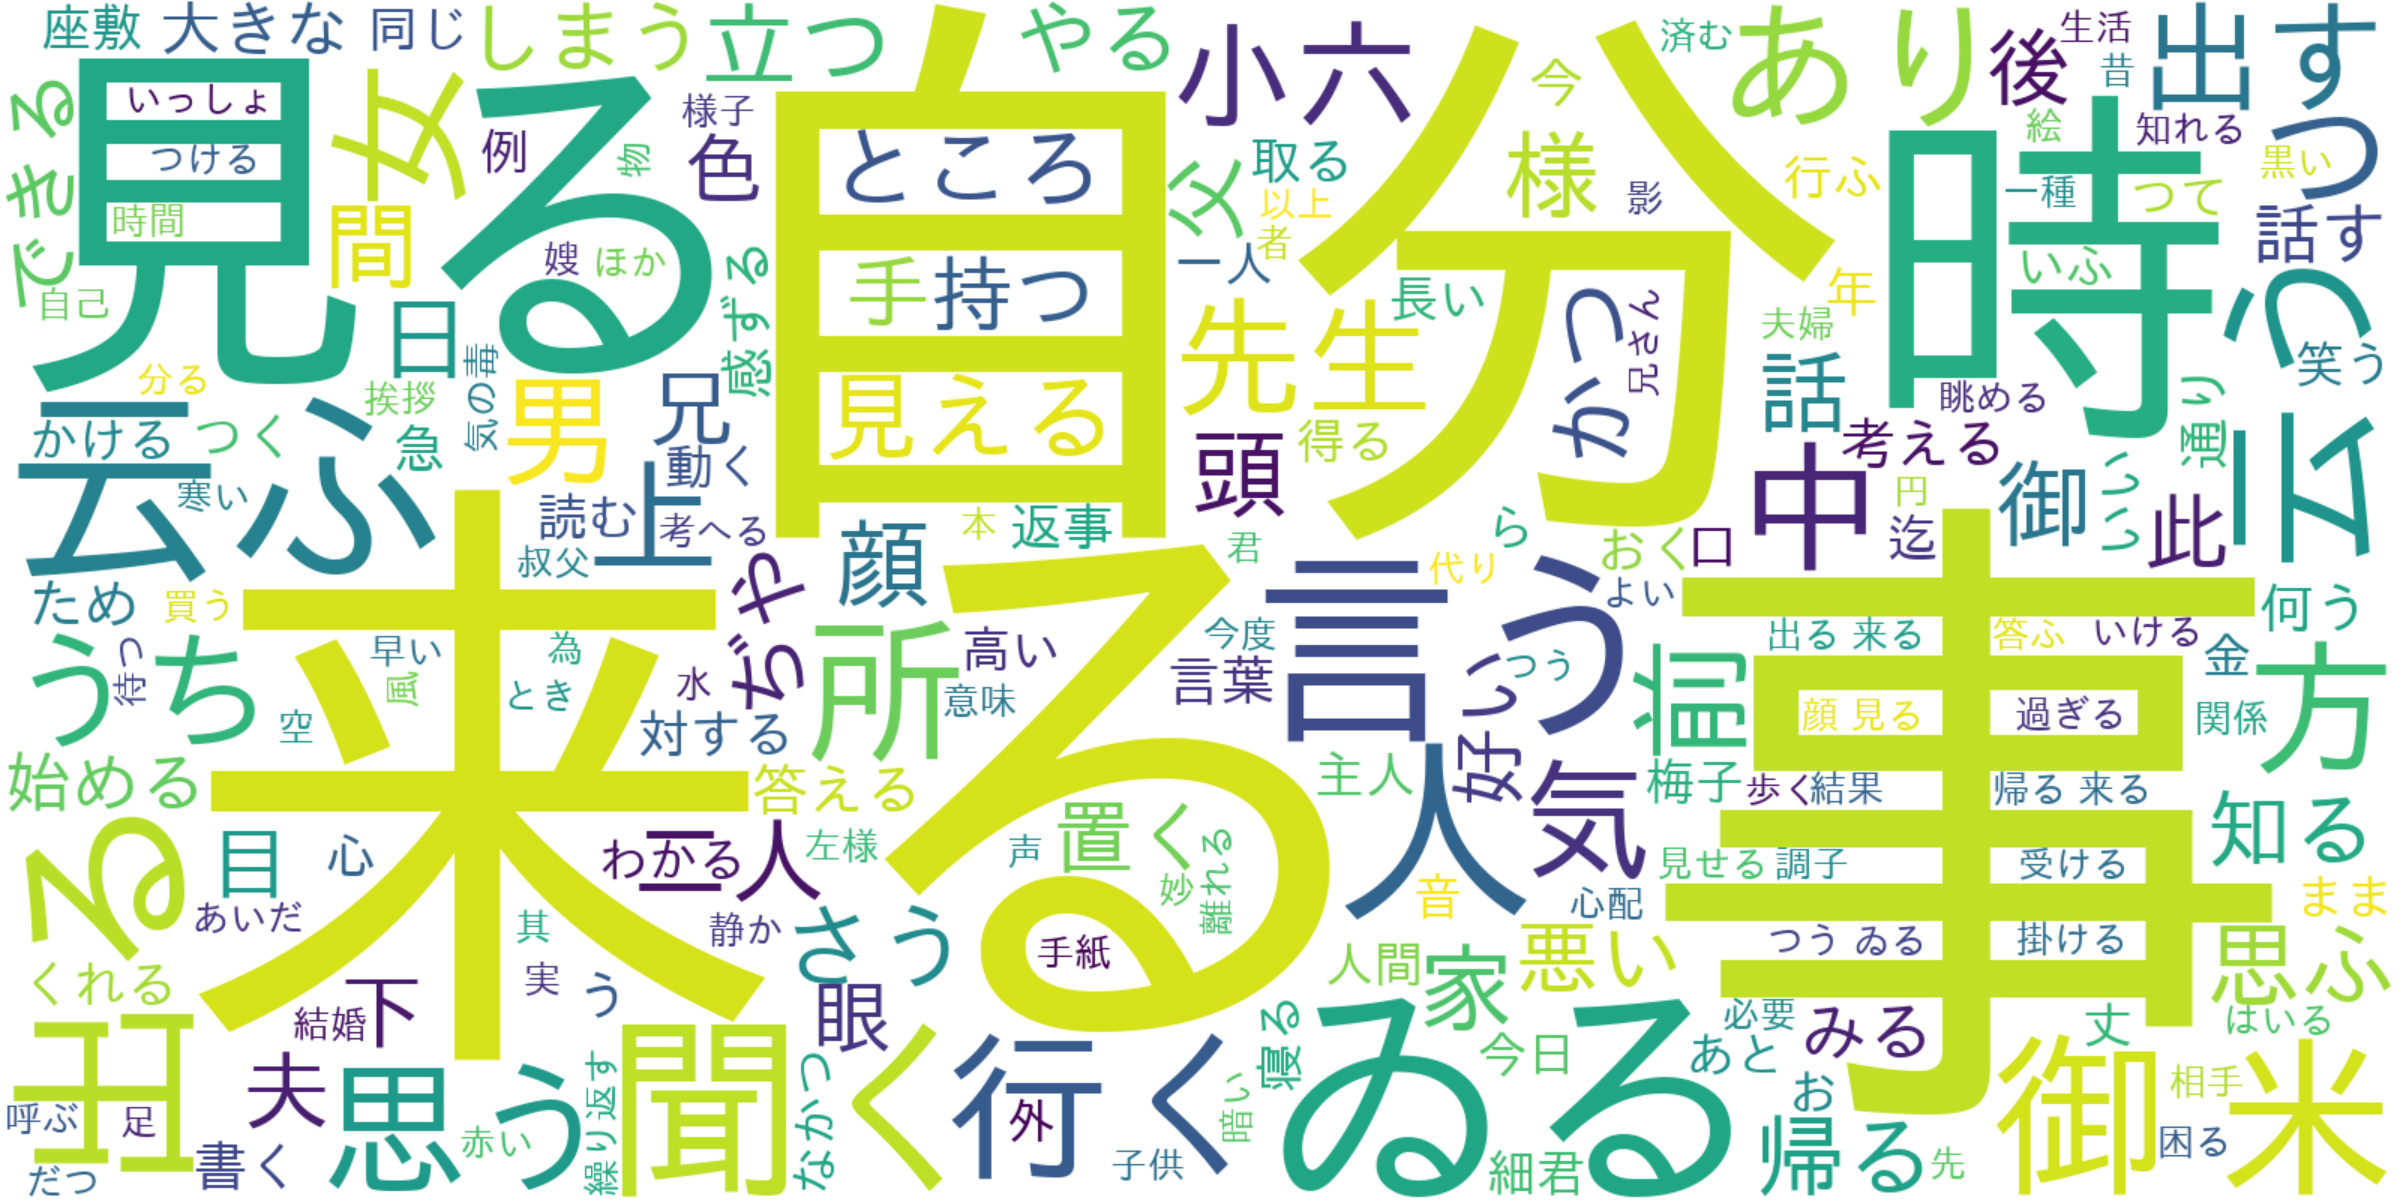 座敷
大きな
同じ
しまう
立つ
やる
小六
今
済む
あり
後
生活
昔
出す
できる
見る
いっしょ
つける
時間
女
間
例
物
様子
色
自分
ところ
手
持つ
見える
父
取る
以上
者
一人
様
影
行ふ
年
時
絵
知れる
黒い
一種
つて
いふ
つつ
話す
自己
日
嫂
ほか
感ずる
先生
長い
かつ
兄さん
夫婦
話
眺める
笑う
通り
分る
挨拶
気の毒
男
兄
云ふ
かける
つく
急
寒い
動く
上
読む
考へる
叔父
頭
得る
考える
中
円
御
迄
いい
此
云う
ため
買う
ぢや
顔
本
返事
君
ら
おく
口
代り
よい
言う
つう
今度
言葉
好い
前
事
何う
出る 来る
答ふ
いける
金
方
うち
待つ
早い
風
為
とき
空
水
対する
所
高い
意味
顔 見る
過ぎる
関係
始める
来る
答える
主人
人
気
梅子
歩く
結果
帰る 来る
知る
出る
目
心
わかる
二人
左様
声
置く
妙
離れる
音
心配
見せる
調子
受ける
まま
あいだ
其
静か
さう
手紙
人間
家
悪い
つう ゐる
掛ける
思ふ
くれる
結婚
下
実
う
眼
寝る
今日
必要
あと
みる
丈
はいる
呼ぶ
足
夫
思う
赤い
繰り返す
聞く
なかつ
行く
外
暗い
ゐる
細君
お
帰る
御米
相手
困る
先
だつ
書く
子供